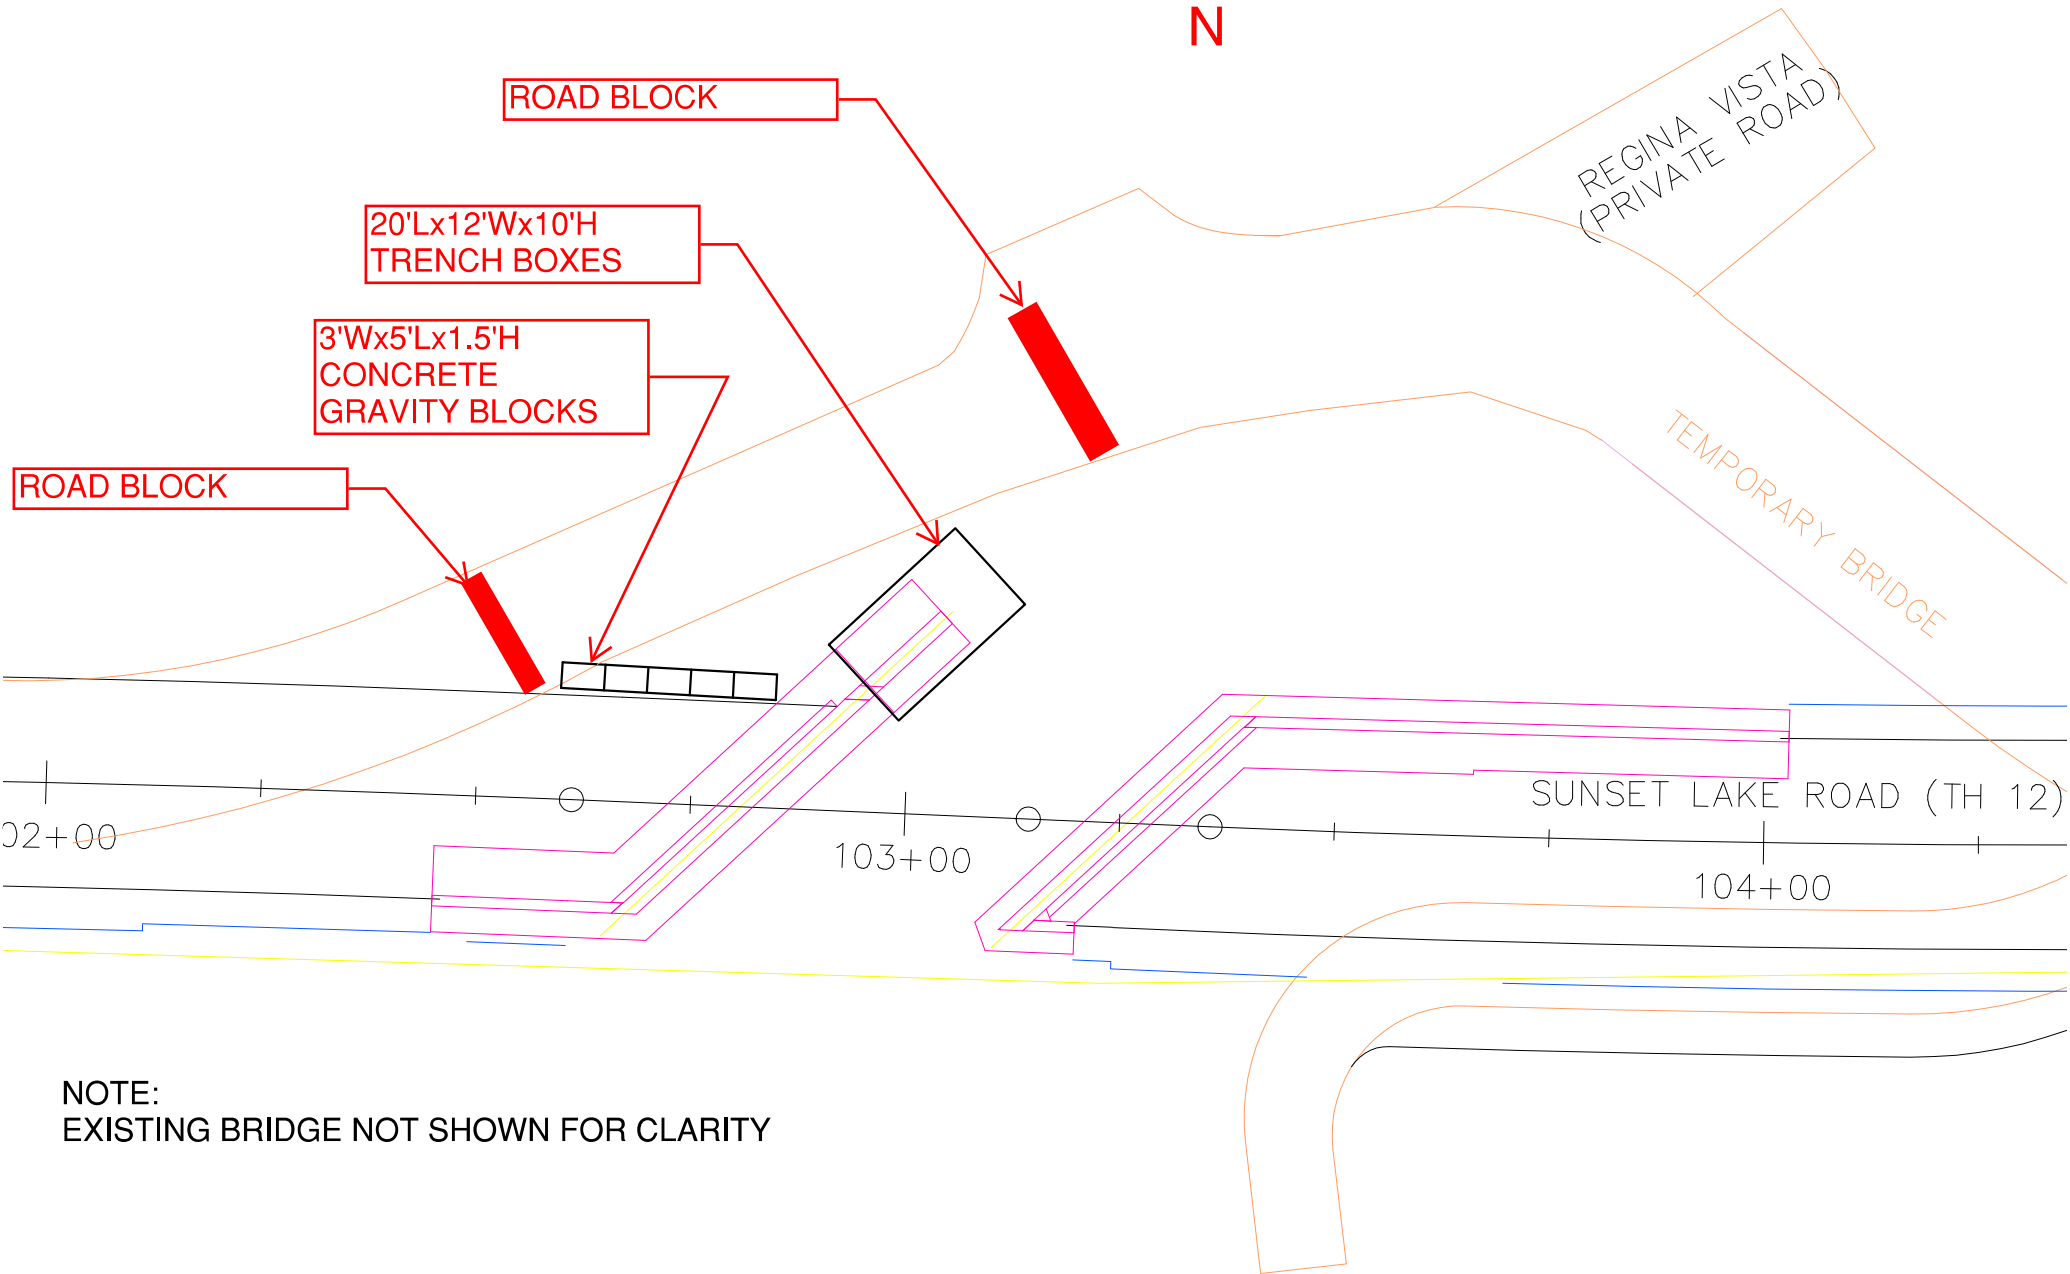 N
ROAD BLOCK
REGINA VISTA
(PRIVATE ROAD)
20'Lx12'Wx10'H
TRENCH BOXES
3'Wx5'Lx1.5'H
CONCRETE
GRAVITY BLOCKS
ROAD BLOCK
TEMPORARY BRIDGE
SUNSET LAKE ROAD (TH 12)
02+00
103+00
104+00
NOTE:
EXISTING BRIDGE NOT SHOWN FOR CLARITY